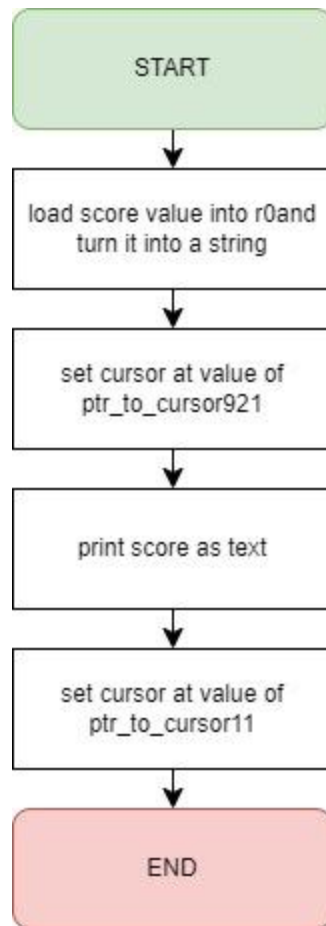 START
load score value into r0and
turn it into a string
set cursor at value of
ptr_to_cursor921
print score as text
set cursor at value of
ptr_to_cursor11
END